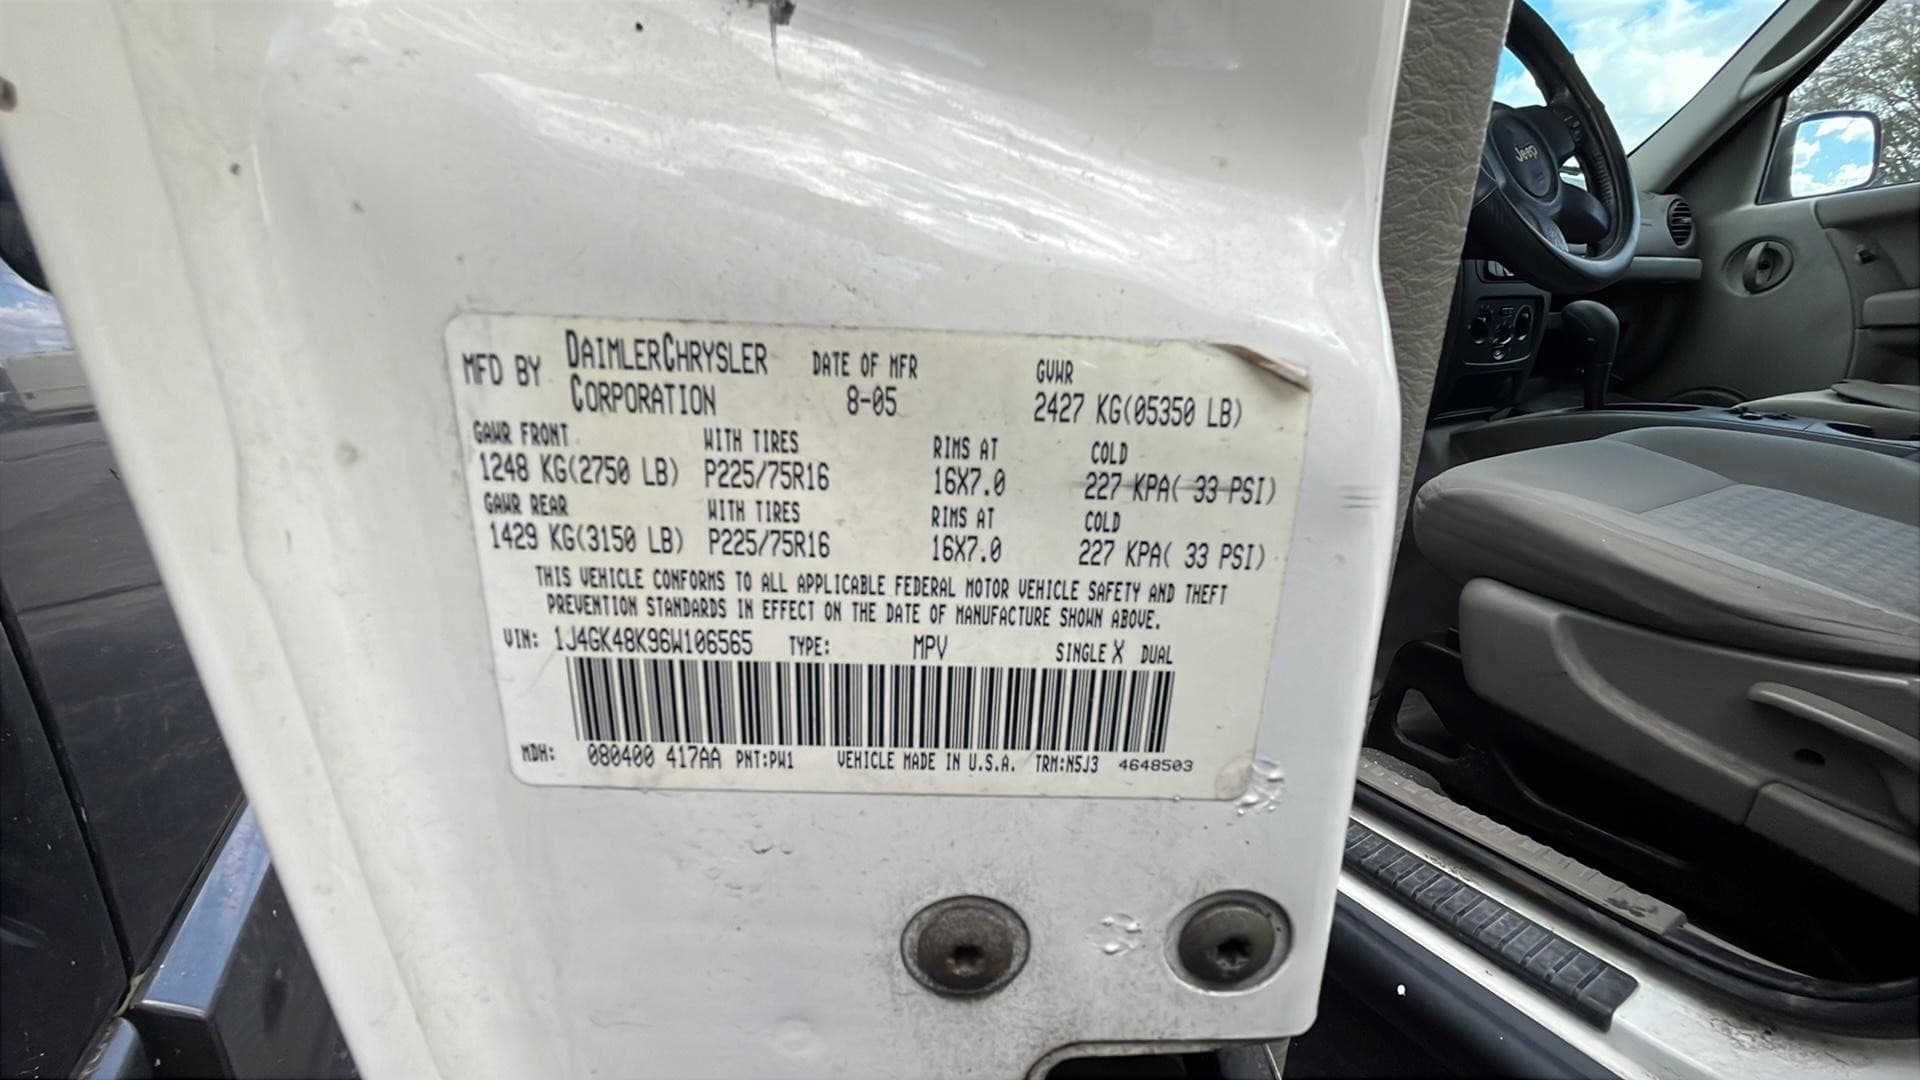 Jeep
MFD BY DAIMLERCHRYSLER CORPORATION DATE OF MFR 8-05 GVWR 2427 KG(05350 LB)
GAWR FRONT WITH TIRES RIMS AT COLD
1248 KG(2750 LB) P225/75R16 16X7.0 227 KPA( 33 PSI)
GAWR REAR WITH TIRES RIMS AT COLD
1429 KG(3150 LB) P225/75R16 16X7.0 227 KPA( 33 PSI)
THIS VEHICLE CONFORMS TO ALL APPLICABLE FEDERAL MOTOR VEHICLE SAFETY AND THEFT
PREVENTION STANDARDS IN EFFECT ON THE DATE OF MANUFACTURE SHOWN ABOVE.
VIN: 1J4GK48K96W106565 TYPE: MPV SINGLE X DUAL
MDH: 080400 417AA PNT:PW1 VEHICLE MADE IN U.S.A. TRM:N5J3 4648503